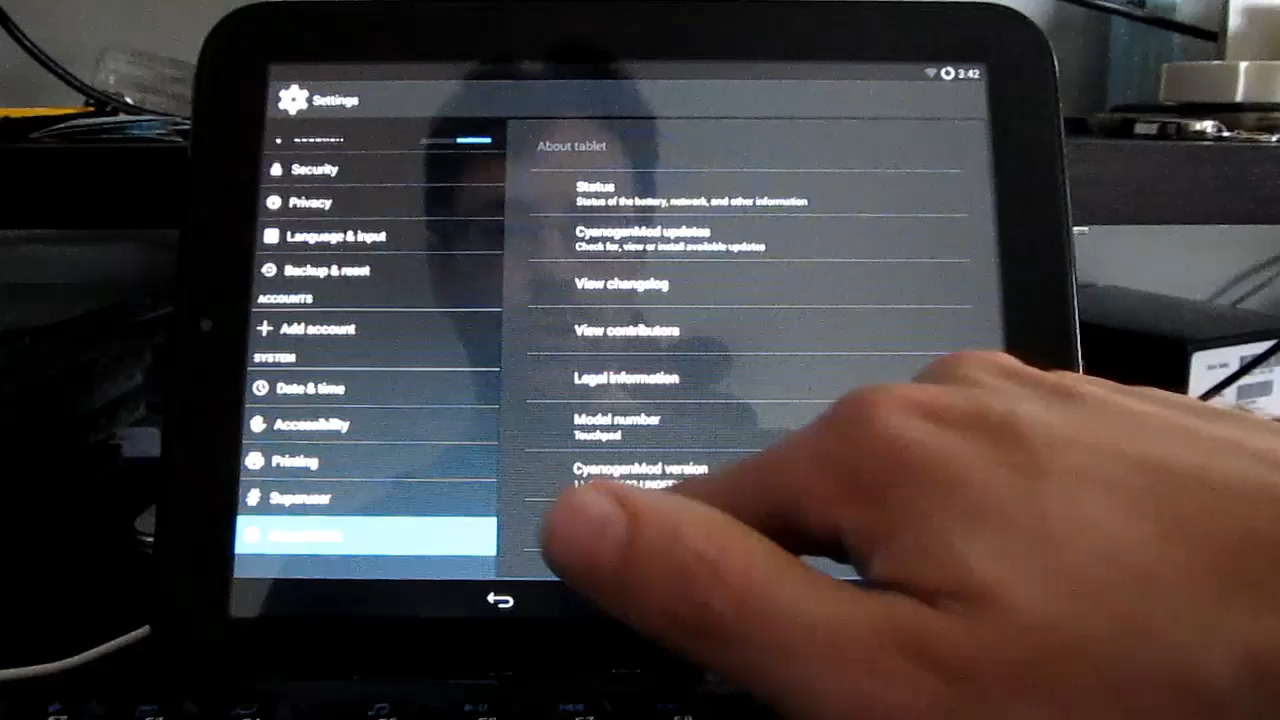 3:42
Settings
Security
Privacy
Language & input
Backup & reset
ACCOUNTS
Add account
SYSTEM
Date & time
Accessibility
Printing
Superuser
About tablet
Status
Status of the battery, network, and other information
CyanogenMod updates
Check for, view or install available updates
View changelog
View contributors
Legal information
Model number
Touchpad
CyanogenMod version